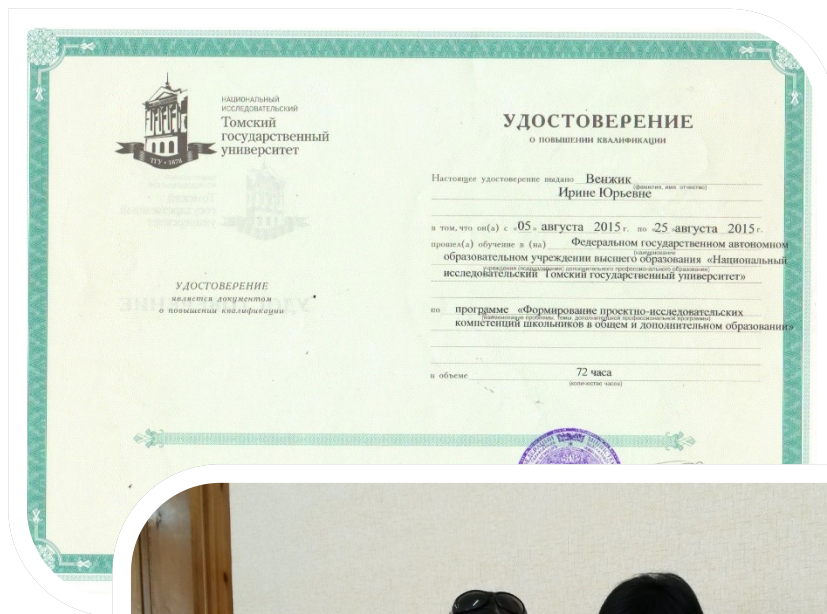 НАЦИОНАЛЬНЫЙ
ИССЛЕДОВАТЕЛЬСКИЙ
Томский
государственный
университет
ТГУ • 1878
УДОСТОВЕРЕНИЕ
является документом
о повышении квалификации
УДОСТОВЕРЕНИЕ
О ПОВЫШЕНИИ КВАЛИФИКАЦИИ
Настоящее удостоверение выдано Венжик
(фамилия, имя, отчество)
Ирине Юрьевне
в том, что он(а) с «05» августа 2015 г. по «25» августа 2015 г.
прошел(а) обучение в (на) Федеральном государственном автономном
(наименование
образовательном учреждении высшего образования «Национальный
учреждения (подразделения) дополнительного профессионального образования)
исследовательский Томский государственный университет»
по программе «Формирование проектно-исследовательских
(наименование проблемы, темы, дополнительной профессиональной программы)
компетенций школьников в общем и дополнительном образовании»
в объеме 72 часа
(количество часов)